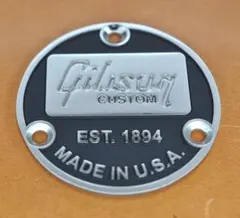 Gibson
CUSTOM
EST. 1894
MADE IN U.S.A.